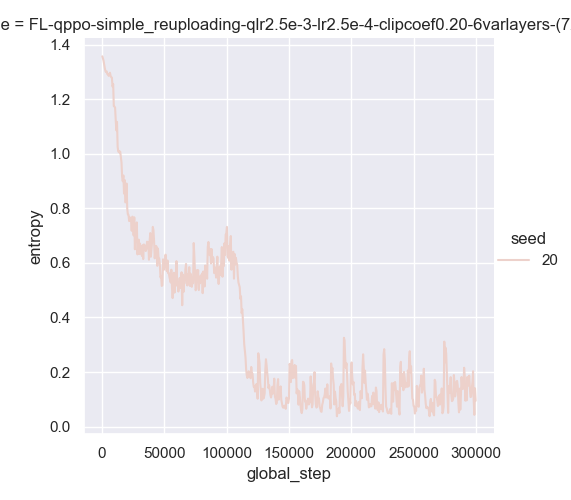 e = FL-qppo-simple_reuploading-qlr2.5e-3-lr2.5e-4-clipcoef0.20-6varlayers-(7
1.4
1.2
1.0
0.8
0.6
0.4
0.2
0.0
entropy
0 50000 100000 150000 200000 250000 300000
global_step
seed
20